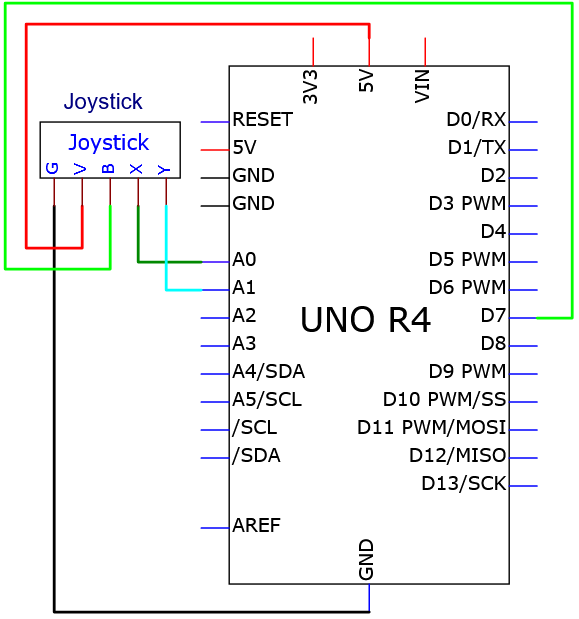 3V3
5V
VIN
Joystick
Joystick
G
V
B
X
Y
RESET
5V
GND
GND
A0
A1
A2
A3
A4/SDA
A5/SCL
/SCL
/SDA
AREF
UNO R4
D0/RX
D1/TX
D2
D3 PWM
D4
D5 PWM
D6 PWM
D7
D8
D9 PWM
D10 PWM/SS
D11 PWM/MOSI
D12/MISO
D13/SCK
GND